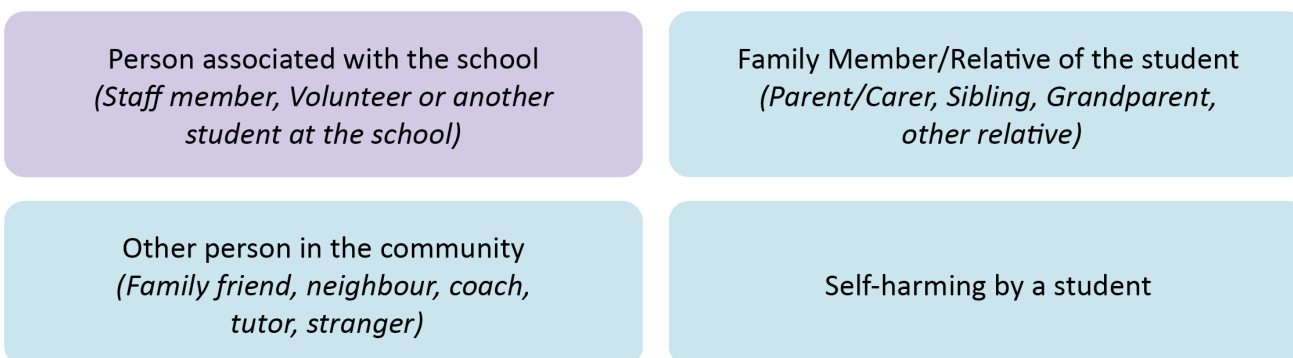 Person associated with the school
(Staff member, Volunteer or another
student at the school)
Family Member/Relative of the student
(Parent/Carer, Sibling, Grandparent,
other relative)
Other person in the community
(Family friend, neighbour, coach,
tutor, stranger)
Self-harming by a student